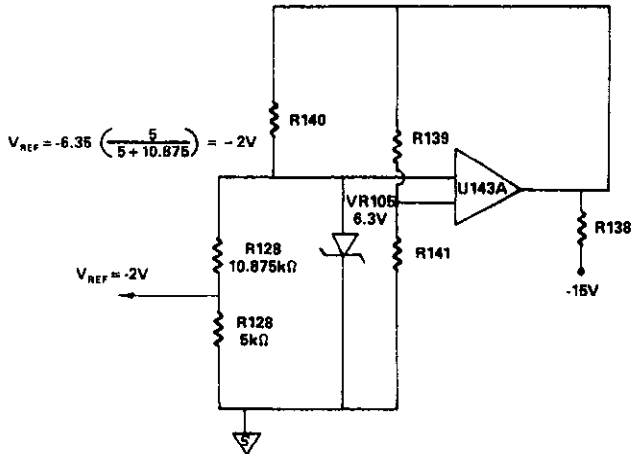 R140
V_REF = -6.35 (5 / 5 + 10.875) = -2V
R139
U143A
VR105
6.3V
R138
R128
10.875kΩ
R141
-15V
V_REF = -2V
R128
5kΩ
S